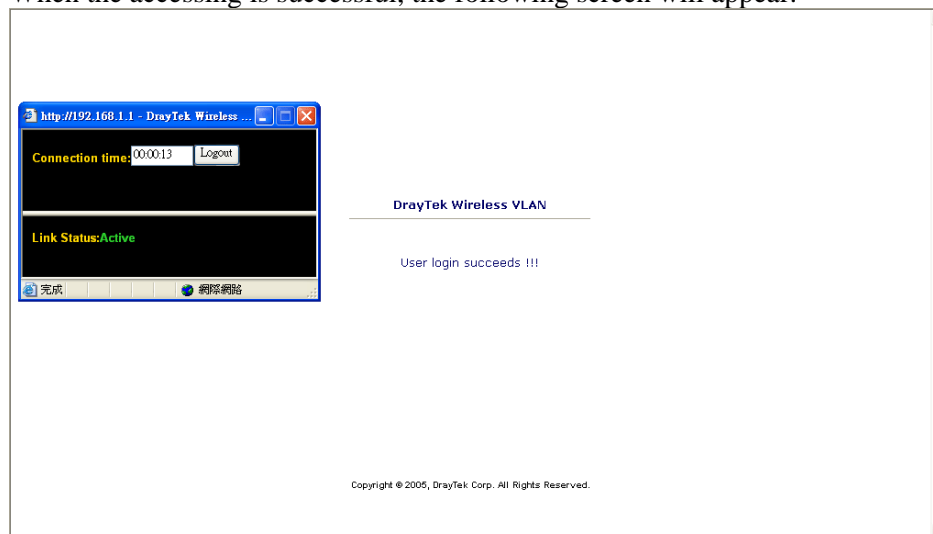 When the accessing is successful, the following screen will appear.
http://192.168.1.1 - DrayTek Wireless ...
Connection time:00:00:13 Logout
DrayTek Wireless VLAN
Link Status:Active
User login succeeds !!!
完成 網際網路
Copyright © 2005, DrayTek Corp. All Rights Reserved.